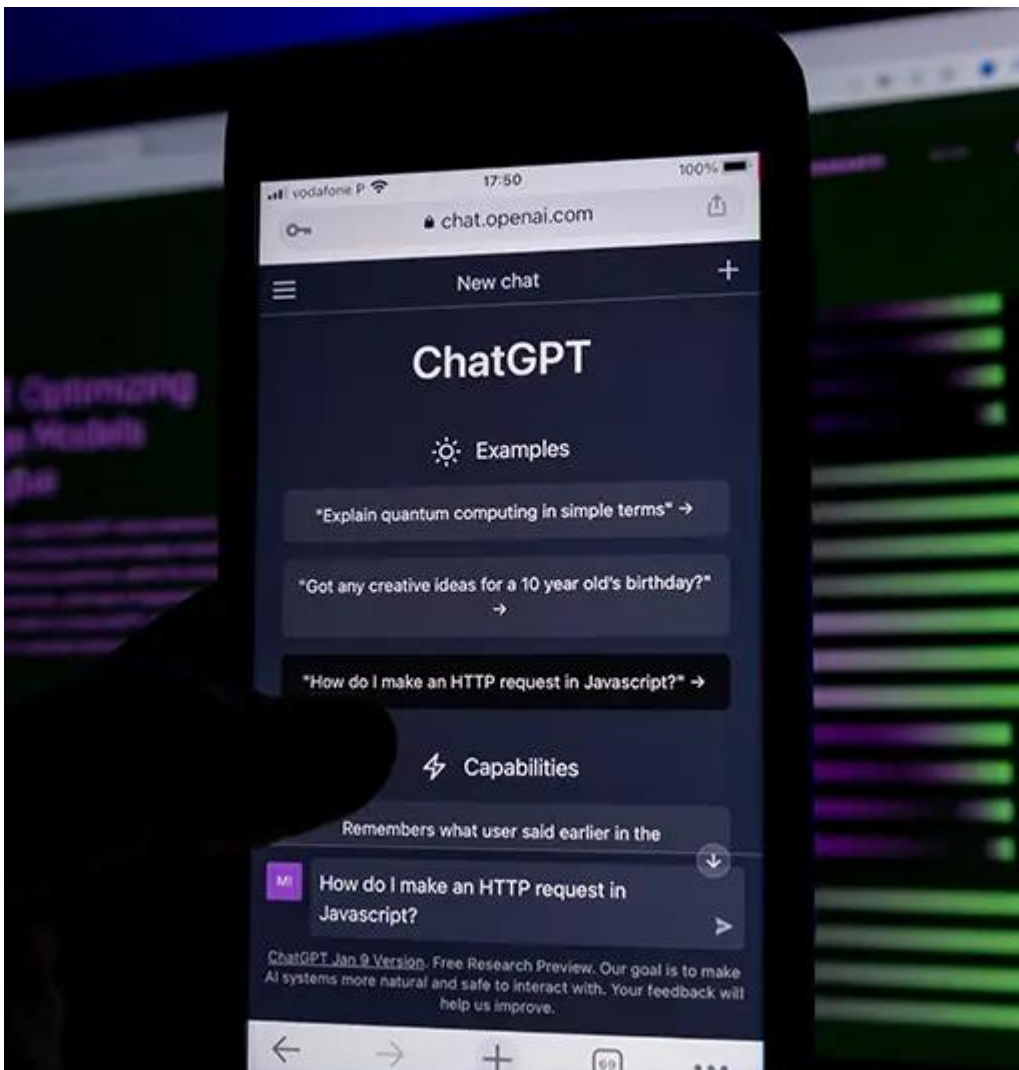 vodafone P
17:50
100%
chat.openai.com
New chat
ChatGPT
Examples
"Explain quantum computing in simple terms" →
"Got any creative ideas for a 10 year old's birthday?"
→
"How do I make an HTTP request in Javascript?" →
Capabilities
Remembers what user said earlier in the
MI
How do I make an HTTP request in
Javascript?
ChatGPT Jan 9 Version. Free Research Preview. Our goal is to make
AI systems more natural and safe to interact with. Your feedback will
help us improve.
69
Optimizing
Models